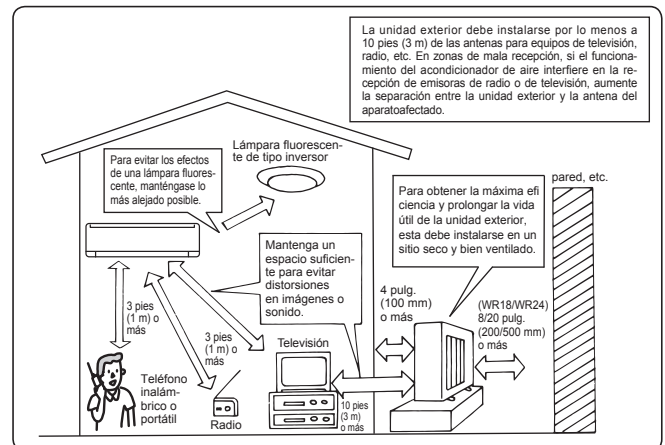 La unidad exterior debe instalarse por lo menos a
10 pies (3 m) de las antenas para equipos de televisión,
radio, etc. En zonas de mala recepción, si el funciona-
miento del acondicionador de aire interfiere en la re-
cepción de emisoras de radio o de televisión, aumente
la separación entre la unidad exterior y la antena del
aparatoafectado.
Lámpara fluorescen-
te de tipo inversor
Para evitar los efectos
de una lámpara fluores-
cente, manténgase lo
más alejado posible.
pared, etc.
Para obtener la máxima efi
ciencia y prolongar la vida
útil de la unidad exterior,
esta debe instalarse en un
sitio seco y bien ventilado.
Mantenga un
espacio suficien-
te para evitar
distorsiones
en imágenes o
sonido.
4 pulg.
(100 mm)
o más
(WR18/WR24)
8/20 pulg.
(200/500 mm)
o más
3 pies
(1 m) o
más
3 pies
(1 m) o
más
Televisión
Teléfono
inalám-
brico o
portátil
Radio
10 pies
(3 m)
o más